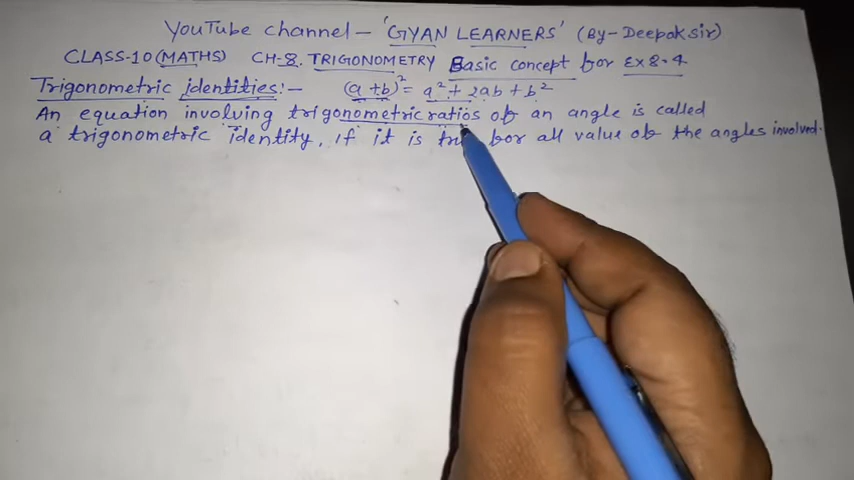 YouTube channel - 'GYAN LEARNERS' (By-Deepak sir)
CLASS-10 (MATHS) CH-8. TRIGONOMETRY Basic concept for Ex 8.4
Trigonometric identities:- (a+b)² = a² + 2ab + b²
An equation involving trigonometric ratios of an angle is called
a trigonometric identity, if it is for all value of the angles involved.